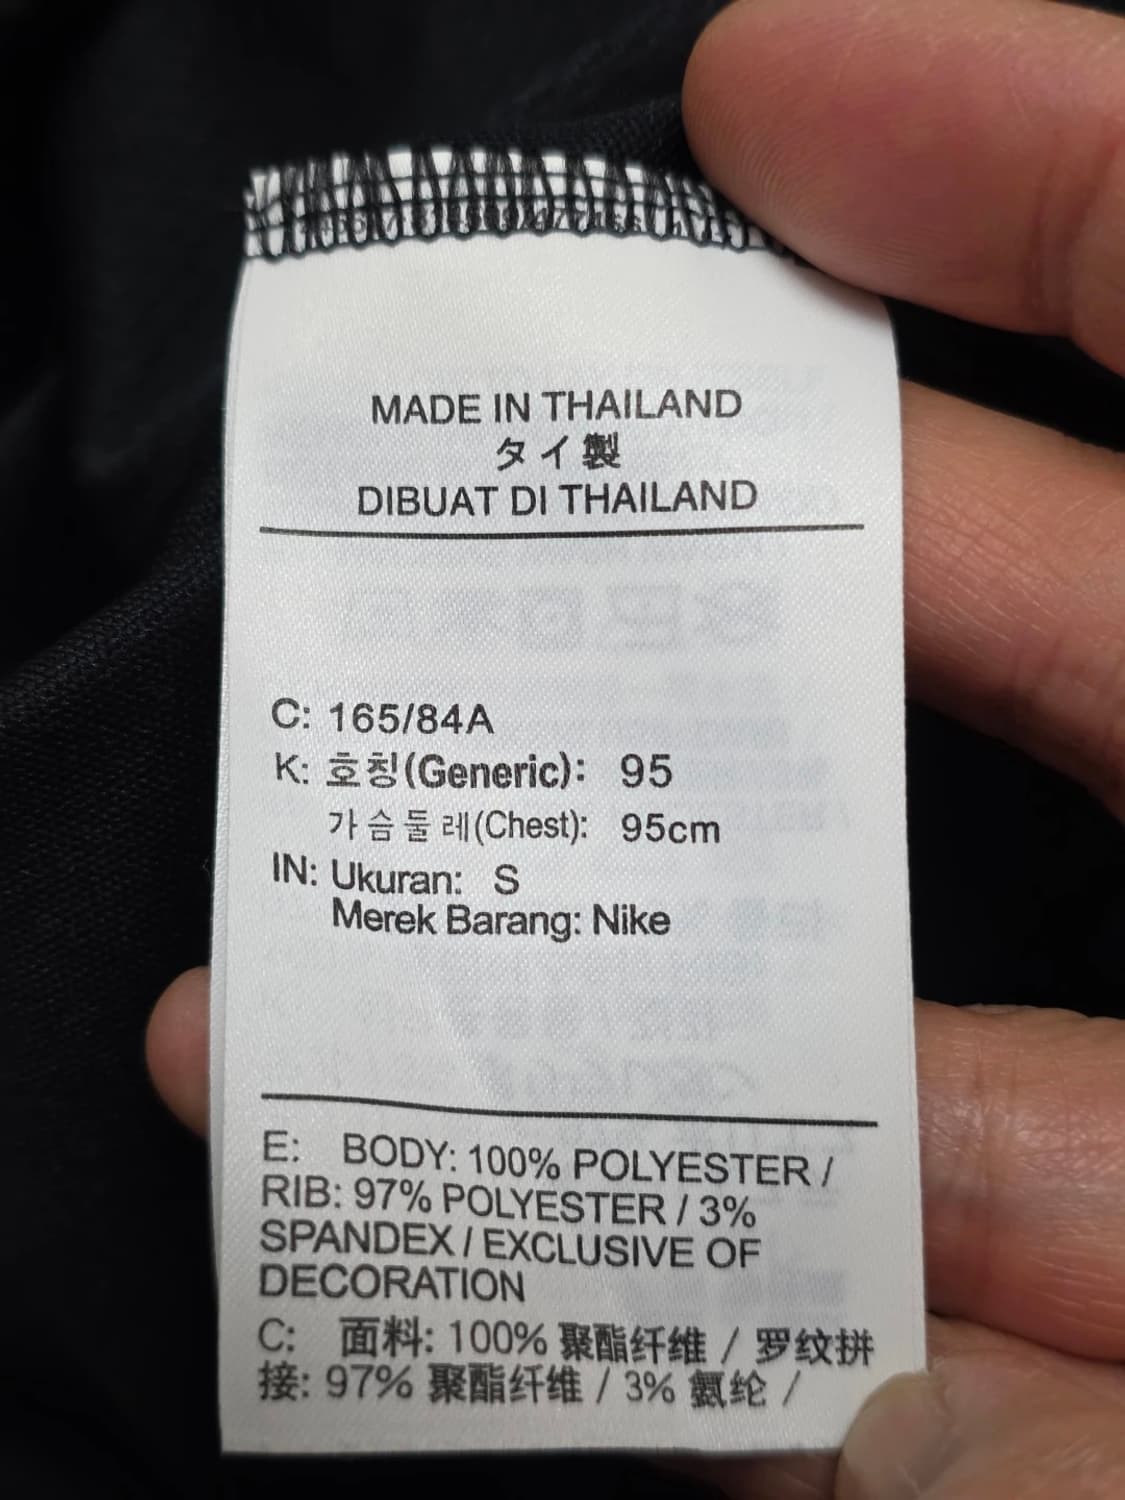 MADE IN THAILAND
タイ製
DIBUAT DI THAILAND
C: 165/84A
K: 호칭(Generic): 95
가슴둘레(Chest): 95cm
IN: Ukuran: S
Merek Barang: Nike
E: BODY: 100% POLYESTER /
RIB: 97% POLYESTER / 3%
SPANDEX / EXCLUSIVE OF
DECORATION
C: 面料: 100% 聚酯纤维 / 罗纹拼
接: 97% 聚酯纤维 / 3% 氨纶 /